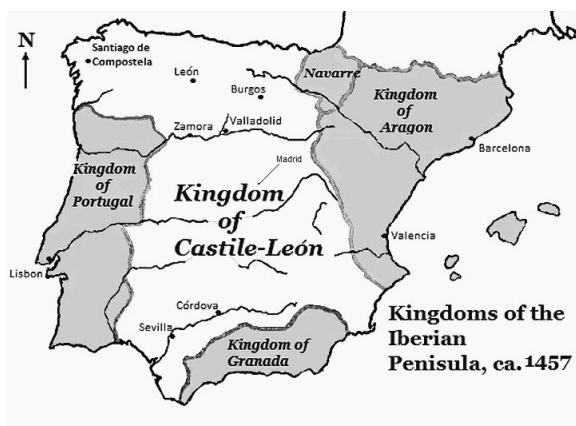 N
Santiago de
Compostela
León
Burgos
Navarre
Kingdom
of
Aragon
Barcelona
Zamora
Valladolid
Madrid
Kingdom
of
Portugal
Kingdom
of
Castile-León
Valencia
Lisbon
Córdova
Sevilla
Kingdom of
Granada
Kingdoms of the
Iberian
Penisula, ca. 1457